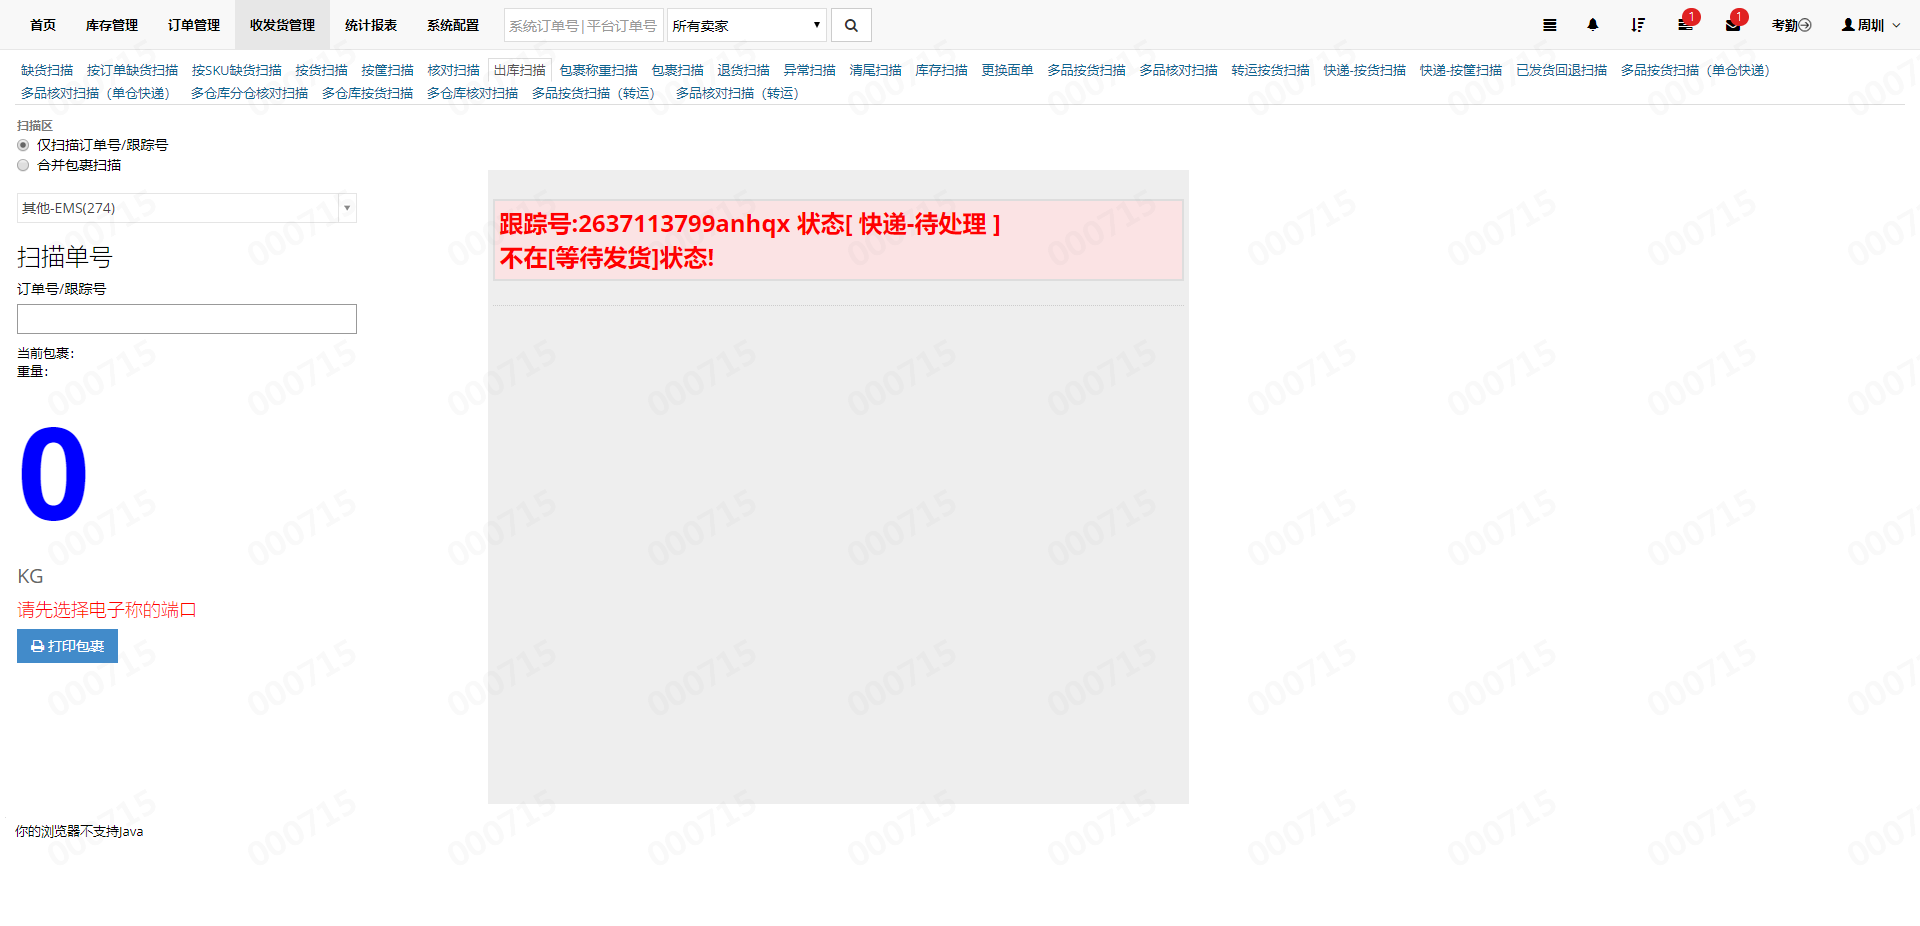 首页 库存管理 订单管理 收发货管理 统计报表 系统配置 系统订单号|平台订单号 所有卖家 1 1 考勤 周圳
缺货扫描 按订单缺货扫描 按SKU缺货扫描 按货扫描 按筐扫描 核对扫描 出库扫描 包裹称重扫描 包裹扫描 退货扫描 异常扫描 清尾扫描 库存扫描 更换面单 多品按货扫描 多品核对扫描 转运按货扫描 快递-按货扫描 快递-按筐扫描 已发货回退扫描 多品按货扫描（单仓快递）
多品核对扫描（单仓快递） 多仓库分仓核对扫描 多仓库按货扫描 多仓库核对扫描 多品按货扫描（转运） 多品核对扫描（转运）
扫描区
仅扫描订单号/跟踪号
合并包裹扫描
其他-EMS(274)
跟踪号:2637113799anhqx 状态[ 快递-待处理 ]
不在[等待发货]状态!
扫描单号
订单号/跟踪号
当前包裹:
重量:
0
KG
请先选择电子称的端口
打印包裹
你的浏览器不支持Java
000715